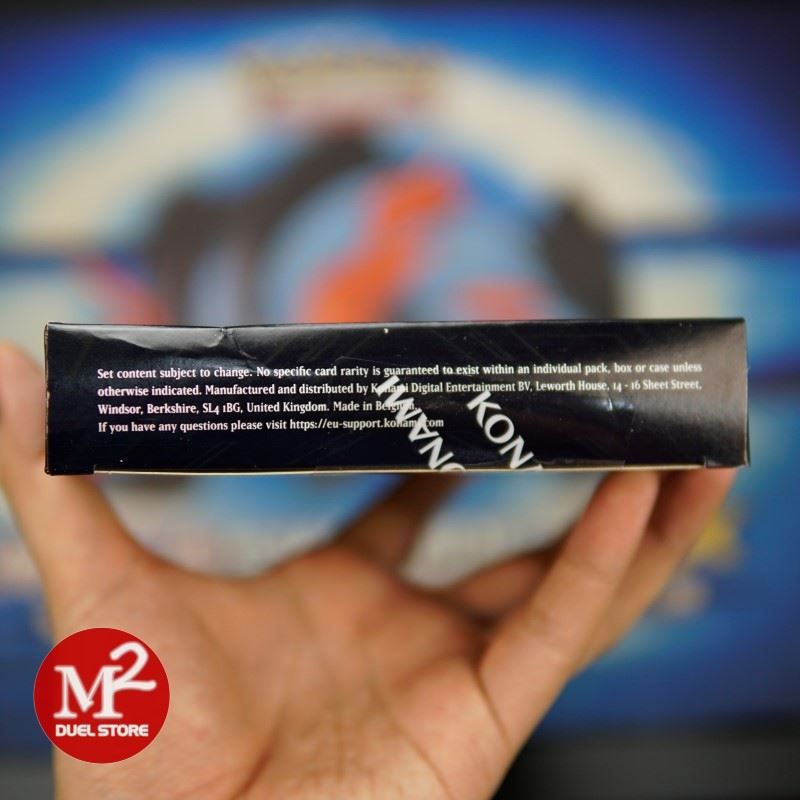 Set content subject to change. No specific card rarity is guaranteed to exist within an individual pack, box or case unless
otherwise indicated. Manufactured and distributed by Konami Digital Entertainment BV, Leworth House, 14 - 16 Sheet Street,
Windsor, Berkshire, SL4 1BG, United Kingdom. Made in Belgium.
If you have any questions please visit https://eu-support.konami.com
ONAMI
KON
M2
DUEL STORE